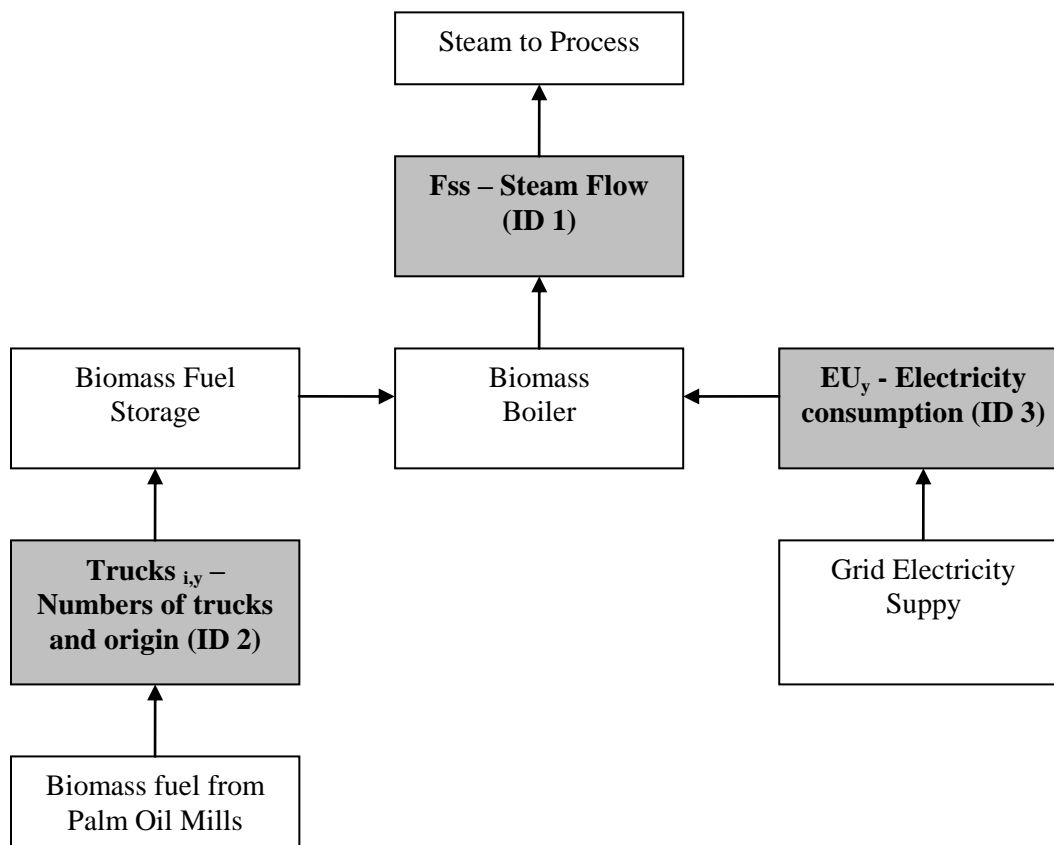 Steam to Process
Fss – Steam Flow
(ID 1)
Biomass Fuel
Storage
Biomass
Boiler
EUy - Electricity
consumption (ID 3)
Trucks i,y –
Numbers of trucks
and origin (ID 2)
Grid Electricity
Suppy
Biomass fuel from
Palm Oil Mills